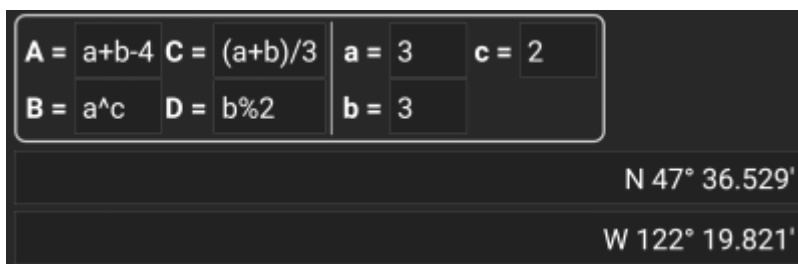 A = a+b-4 C = (a+b)/3 a = 3 c = 2
B = a^c D = b%2 b = 3
N 47° 36.529'
W 122° 19.821'